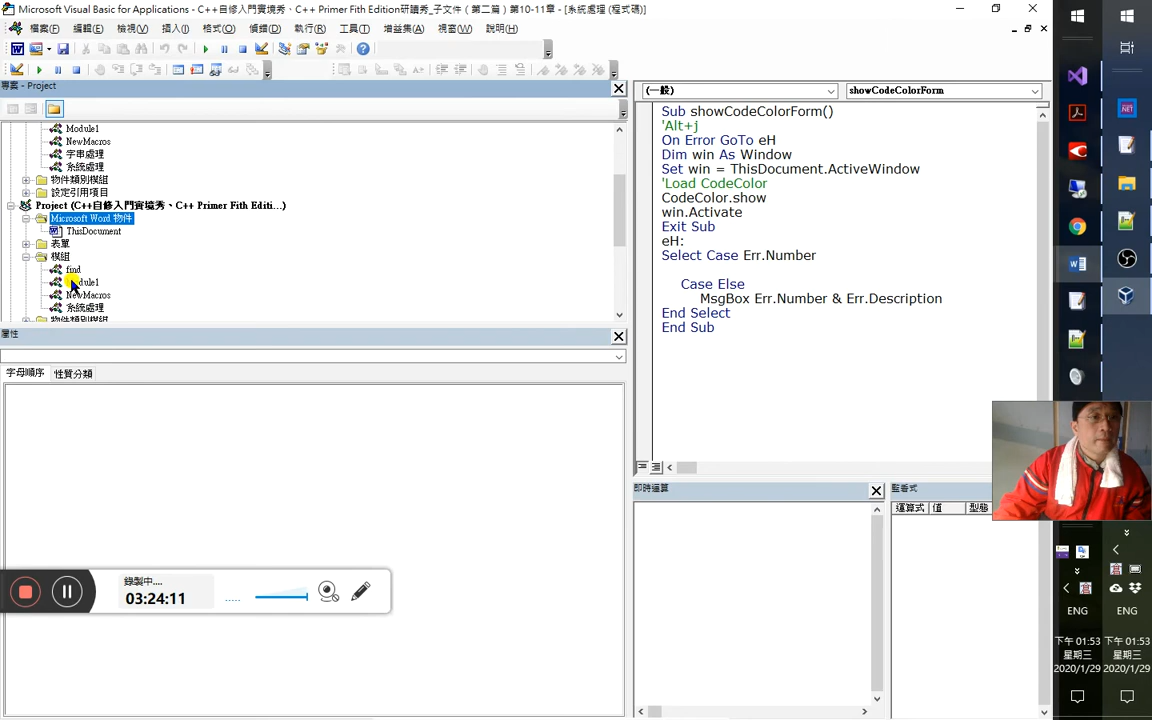 Microsoft Visual Basic for Applications - C++自修入門實境秀、C++ Primer Fith Edition研讀秀_子文件 ( 第二篇 ) 第10-11章 - [系統處理 (程式碼)]
檔案(F) 編輯(E) 檢視(V) 插入(I) 格式(O) 偵錯(D) 執行(R) 工具(T) 增益集(A) 視窗(W) 說明(H)
專案 - Project
Module1
NewMacros
字串處理
系統處理
物件類別模組
設定引用項目
Project (C++自修入門實境秀、C++ Primer Fith Editi...)
Microsoft Word 物件
ThisDocument
表單
模組
find
NewMacros
系統處理
物件類別模組
屬性
字母順序 性質分類
(一般) showCodeColorForm
Sub showCodeColorForm()
'Alt+j
On Error GoTo eH
Dim win As Window
Set win = ThisDocument.ActiveWindow
'Load CodeColor
CodeColor.show
win.Activate
Exit Sub
eH:
Select Case Err.Number
Case Else
MsgBox Err.Number & Err.Description
End Select
End Sub
即時運算
監看式
運算式 值 型態
錄製中....
03:24:11
ENG ENG
下午 01:53 下午 01:53
星期三 星期三
2020/1/29 2020/1/29